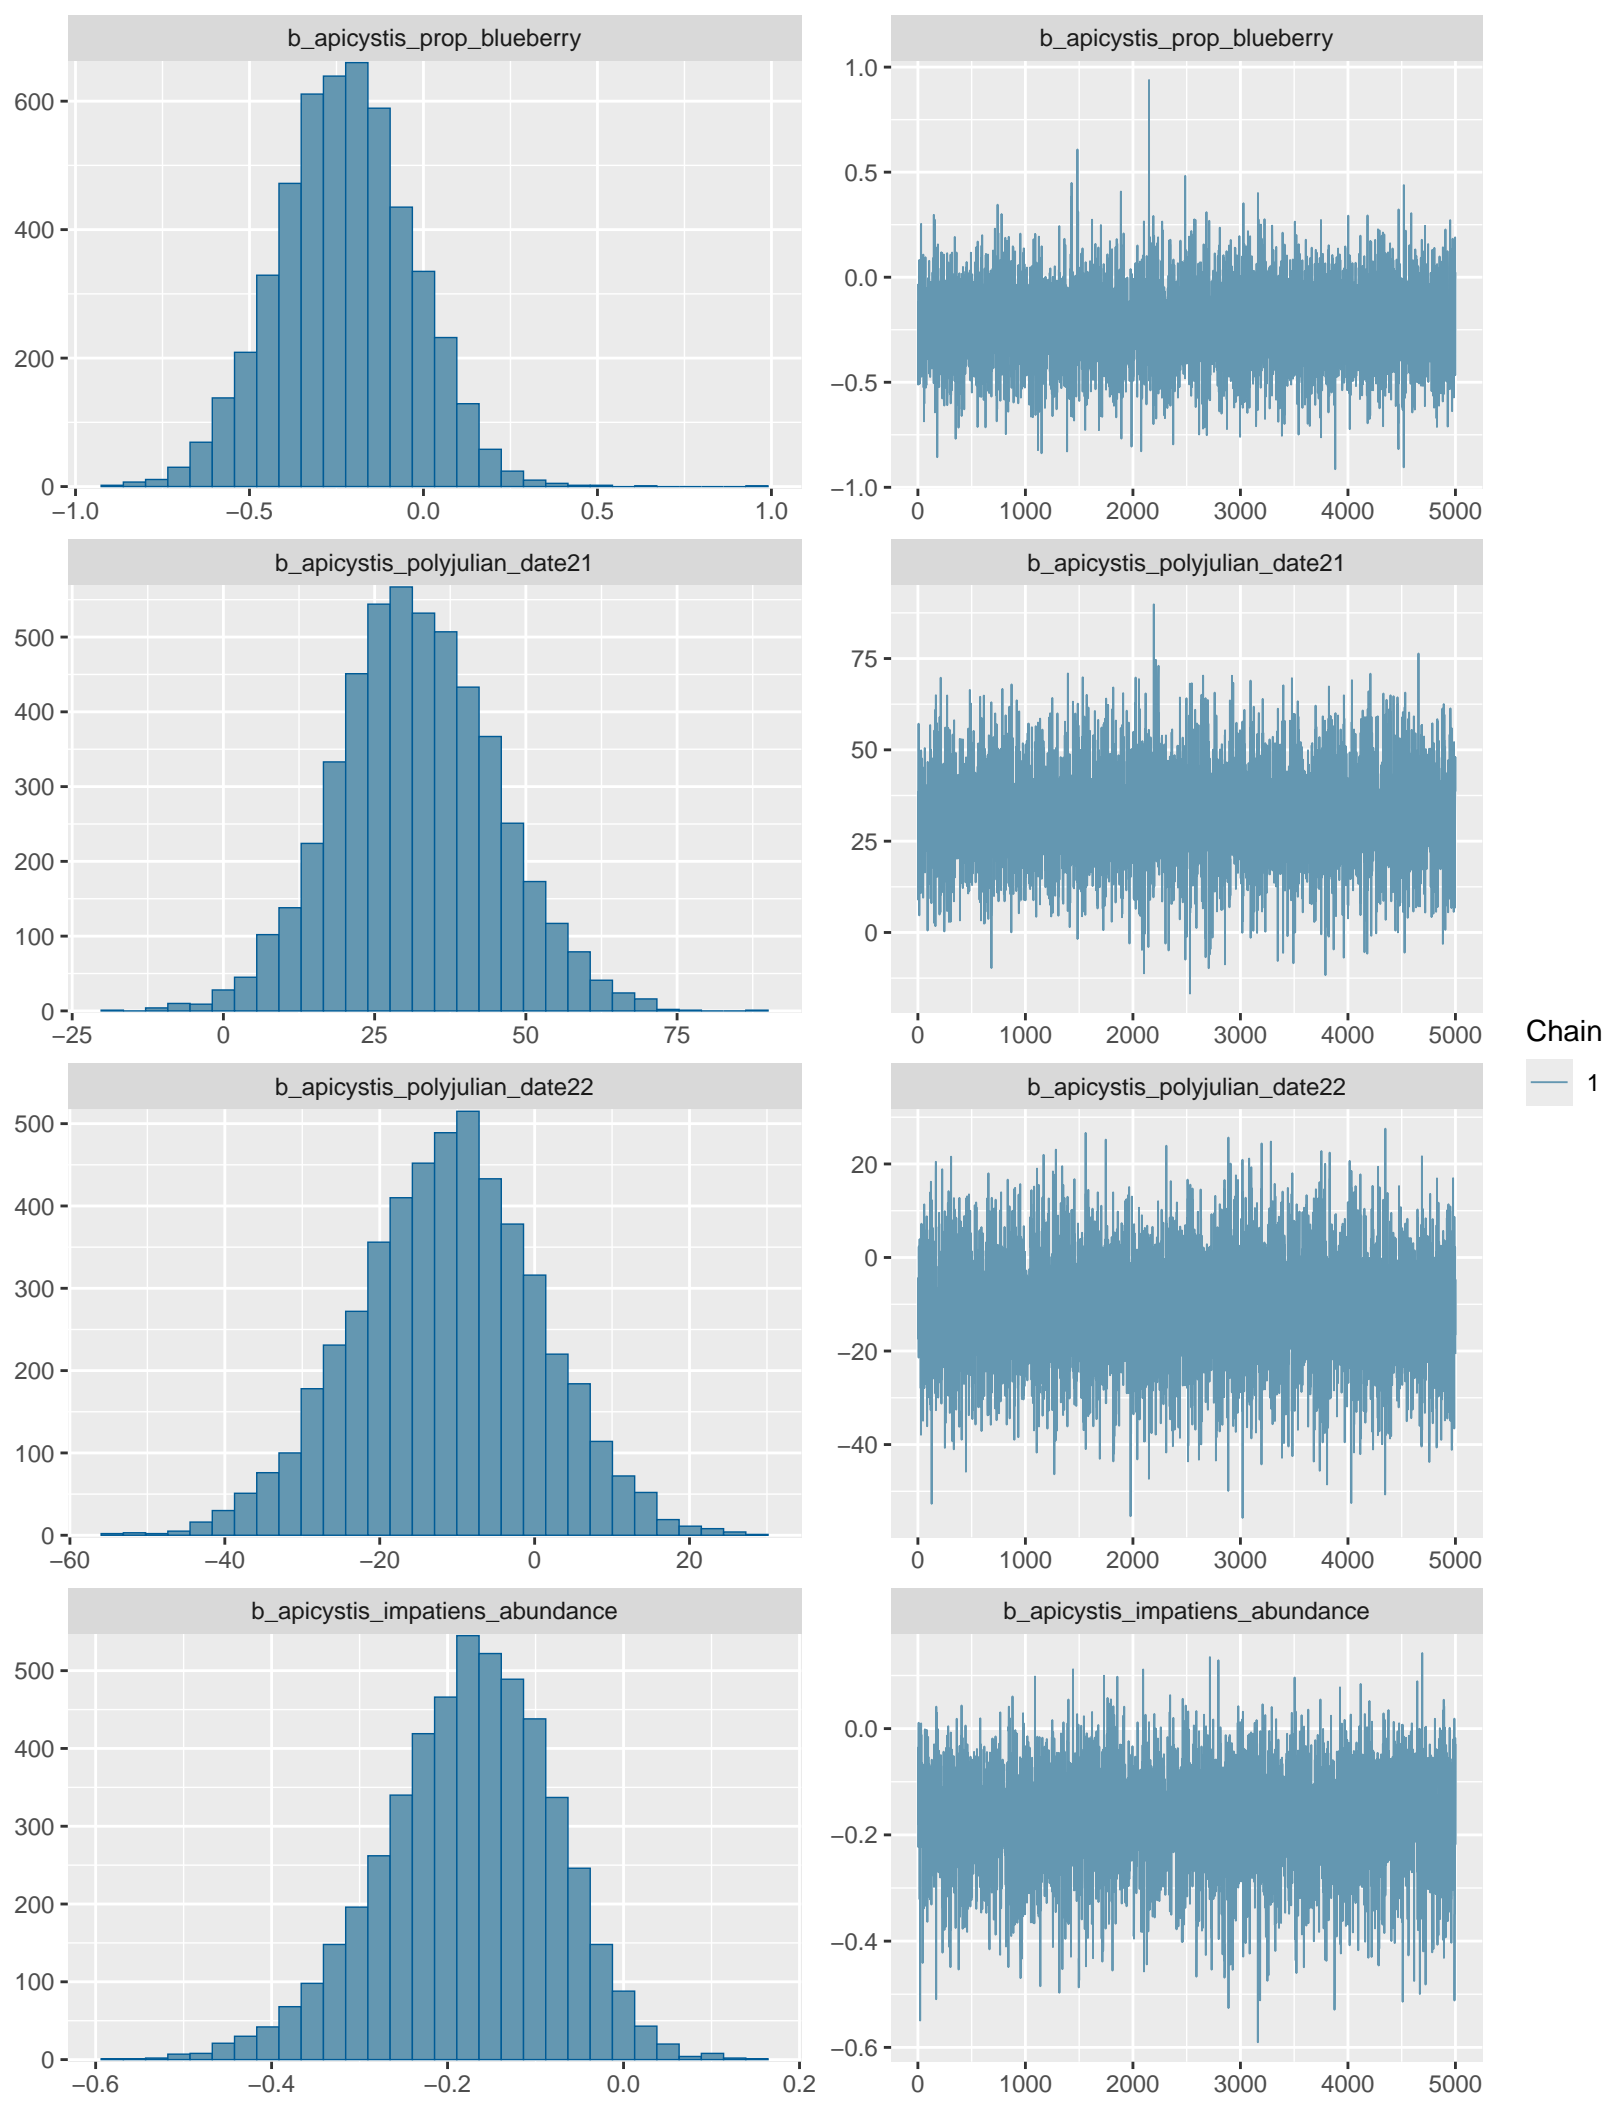 b_apicystis_prop_blueberry
600
400
200
0
−1.0 −0.5 0.0 0.5 1.0
b_apicystis_prop_blueberry
1.0
0.5
0.0
−0.5
−1.0
0 1000 2000 3000 4000 5000
b_apicystis_polyjulian_date21
500
400
300
200
100
0
−25 0 25 50 75
b_apicystis_polyjulian_date21
75
50
25
0
0 1000 2000 3000 4000 5000
b_apicystis_polyjulian_date22
500
400
300
200
100
0
−60 −40 −20 0 20
b_apicystis_polyjulian_date22
20
0
−20
−40
0 1000 2000 3000 4000 5000
b_apicystis_impatiens_abundance
500
400
300
200
100
0
−0.6 −0.4 −0.2 0.0 0.2
b_apicystis_impatiens_abundance
0.0
−0.2
−0.4
−0.6
0 1000 2000 3000 4000 5000
Chain
1